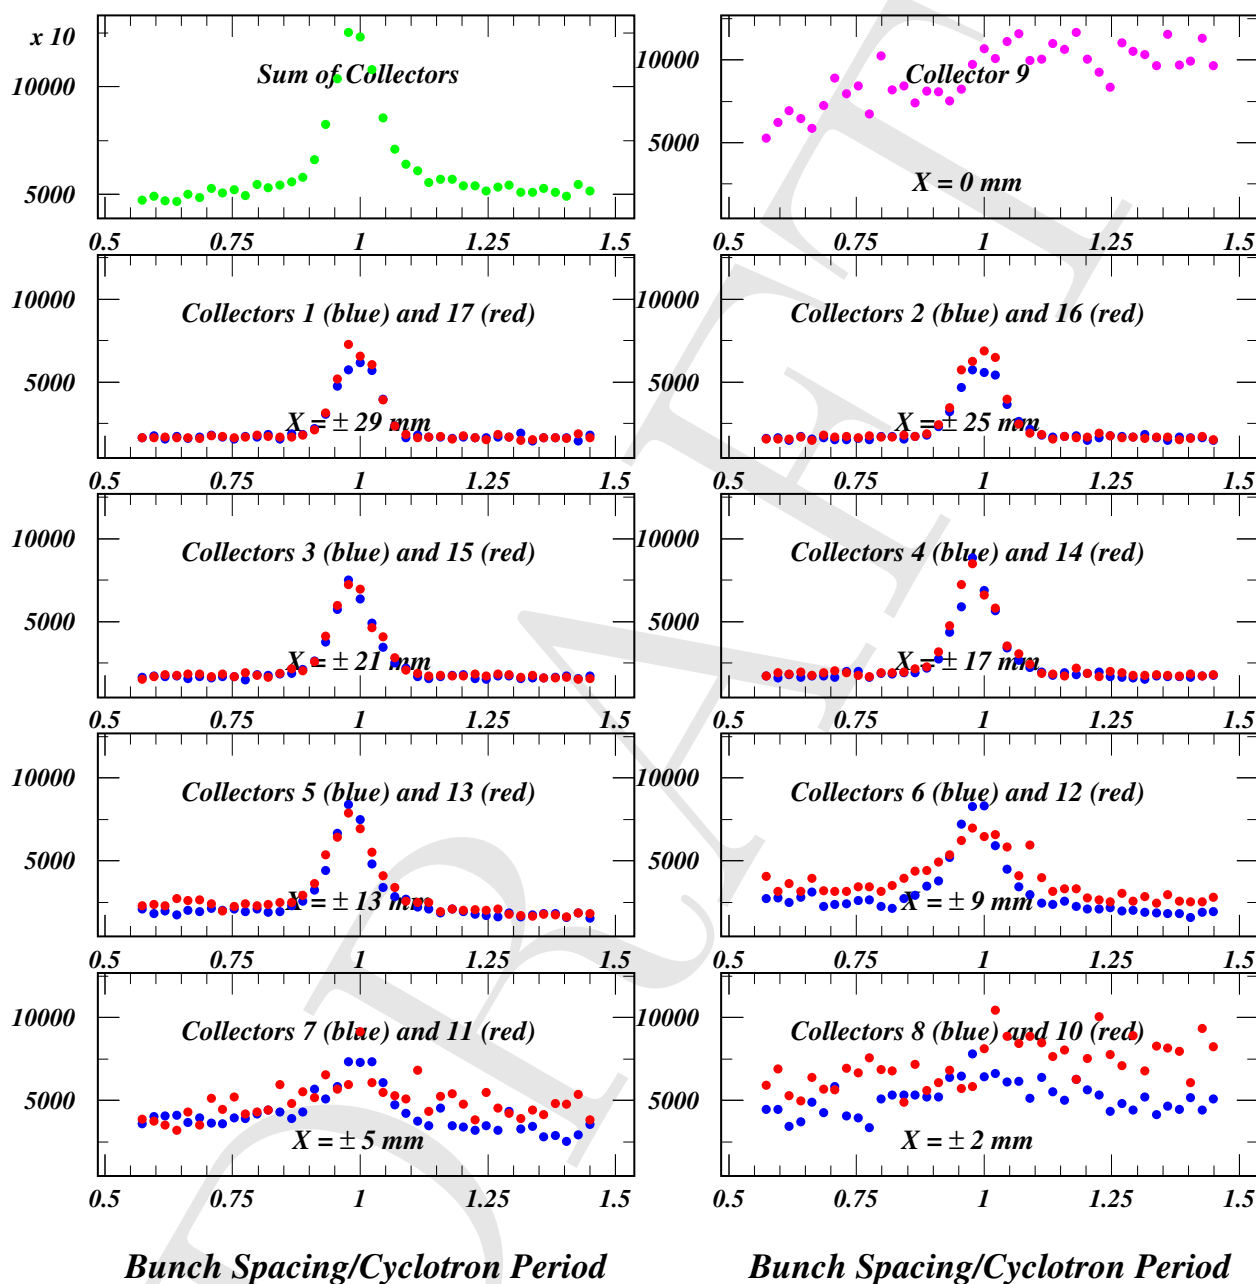 x 10
10000
5000
Sum of Collectors
0.5 0.75 1 1.25 1.5
10000
5000
Collector 9
X = 0 mm
0.5 0.75 1 1.25 1.5
10000
5000
Collectors 1 (blue) and 17 (red)
X = ± 29 mm
0.5 0.75 1 1.25 1.5
10000
5000
Collectors 2 (blue) and 16 (red)
X = ± 25 mm
0.5 0.75 1 1.25 1.5
10000
5000
Collectors 3 (blue) and 15 (red)
X = ± 21 mm
0.5 0.75 1 1.25 1.5
10000
5000
Collectors 4 (blue) and 14 (red)
X = ± 17 mm
0.5 0.75 1 1.25 1.5
10000
5000
Collectors 5 (blue) and 13 (red)
X = ± 13 mm
0.5 0.75 1 1.25 1.5
10000
5000
Collectors 6 (blue) and 12 (red)
X = ± 9 mm
0.5 0.75 1 1.25 1.5
10000
5000
Collectors 7 (blue) and 11 (red)
X = ± 5 mm
0.5 0.75 1 1.25 1.5
Bunch Spacing/Cyclotron Period
10000
5000
Collectors 8 (blue) and 10 (red)
X = ± 2 mm
0.5 0.75 1 1.25 1.5
Bunch Spacing/Cyclotron Period
DRAFT